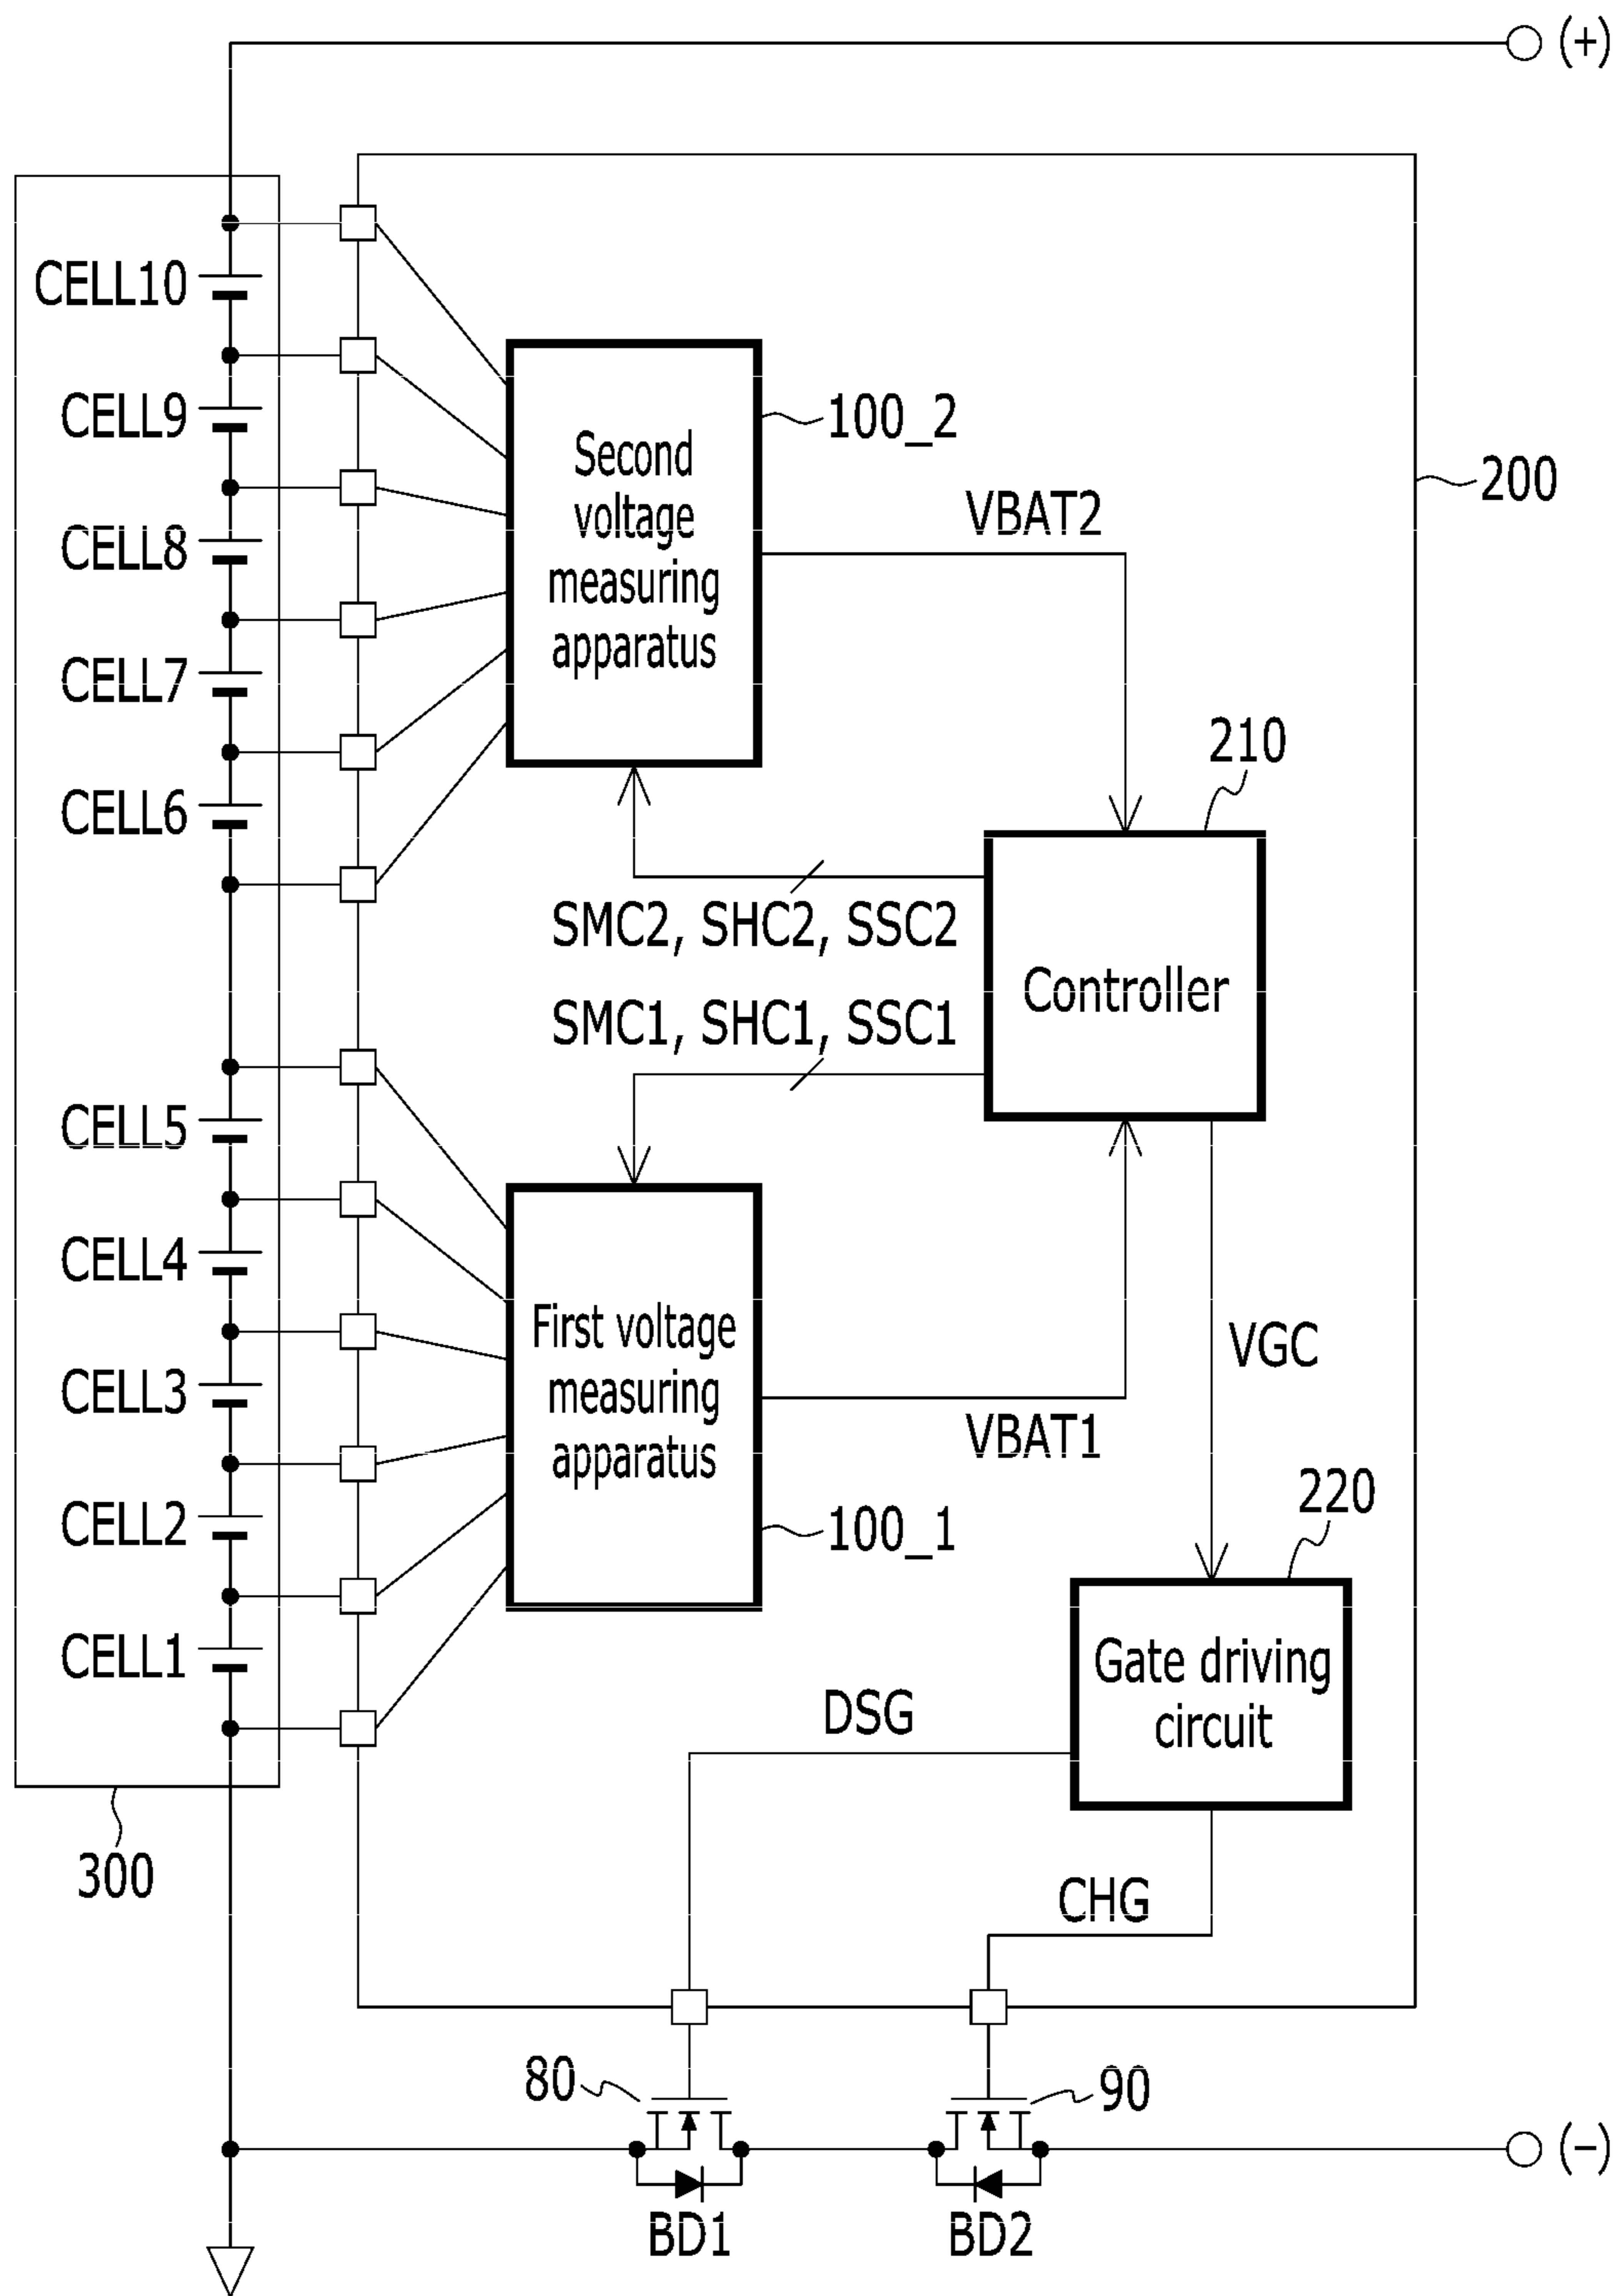 (+)
CELL10
CELL9
CELL8
CELL7
CELL6
CELL5
CELL4
CELL3
CELL2
CELL1
300
Second
voltage
measuring
apparatus
100_2
200
VBAT2
210
SMC2, SHC2, SSC2
Controller
SMC1, SHC1, SSC1
First voltage
measuring
apparatus
100_1
VBAT1
VGC
220
Gate driving
circuit
DSG
CHG
80
90
BD1
BD2
(−)